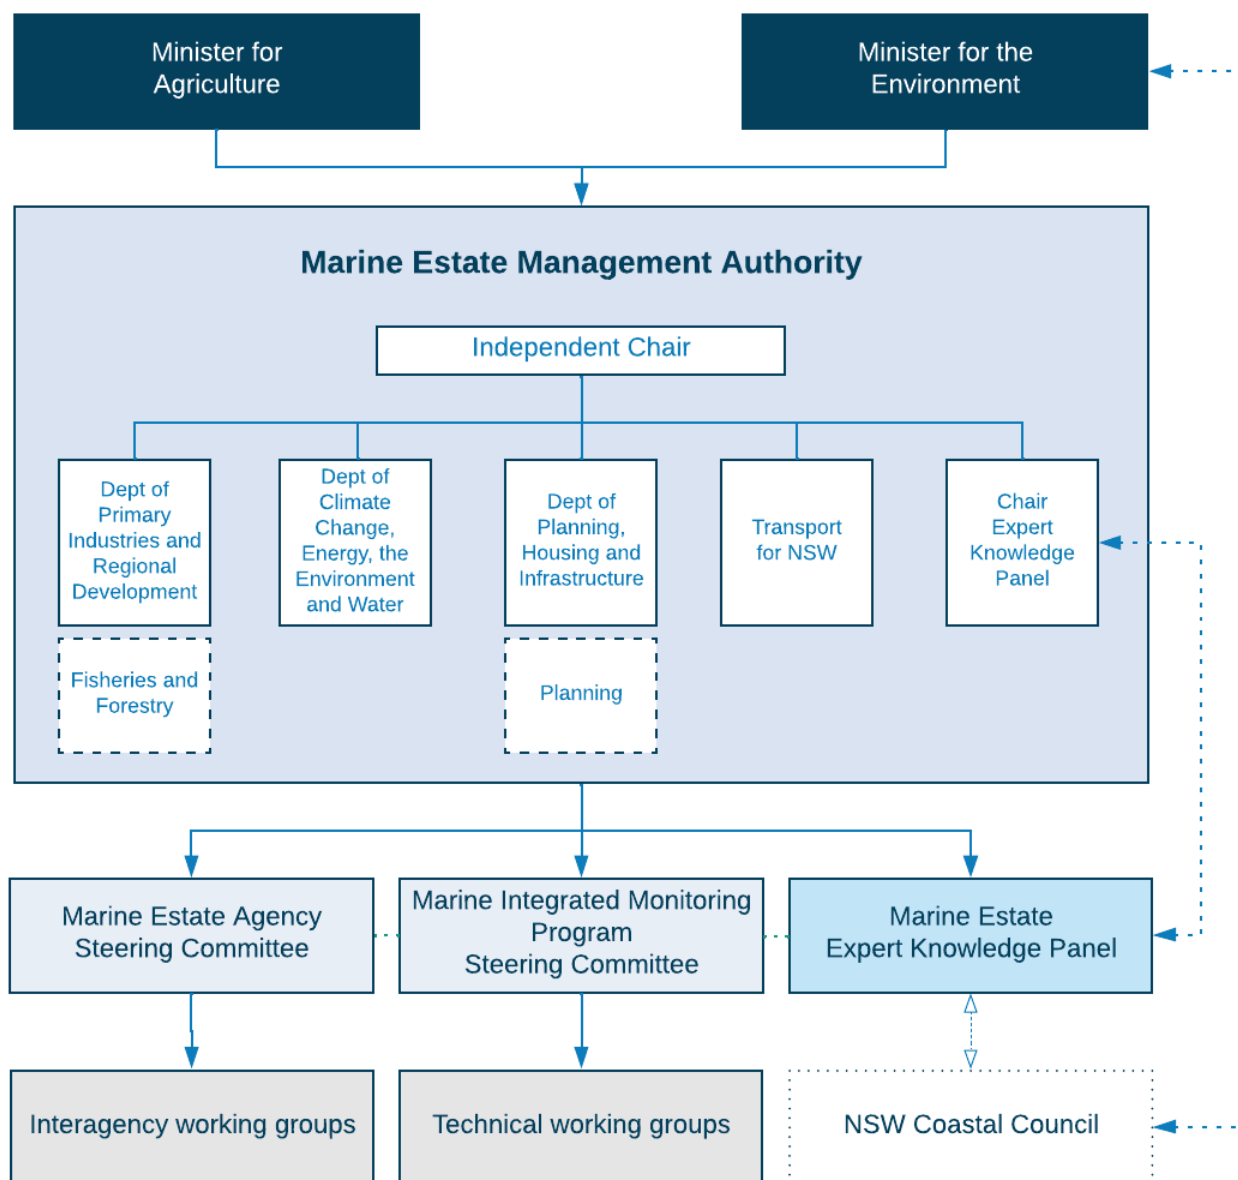 Minister for
Agriculture
Minister for the
Environment
Marine Estate Management Authority
Independent Chair
Dept of
Primary
Industries and
Regional
Development
Dept of
Climate
Change,
Energy, the
Environment
and Water
Dept of
Planning,
Housing and
Infrastructure
Transport
for NSW
Chair
Expert
Knowledge
Panel
Fisheries and
Forestry
Planning
Marine Estate Agency
Steering Committee
Marine Integrated Monitoring
Program
Steering Committee
Marine Estate
Expert Knowledge Panel
Interagency working groups
Technical working groups
NSW Coastal Council